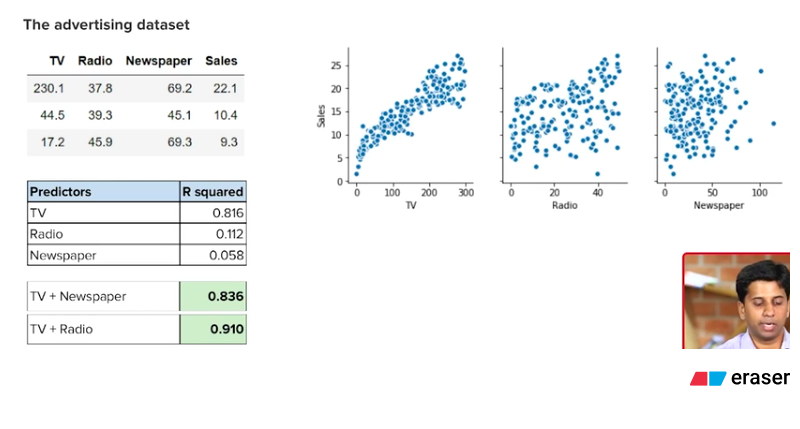 The advertising dataset
TV Radio Newspaper Sales
230.1 37.8 69.2 22.1
44.5 39.3 45.1 10.4
17.2 45.9 69.3 9.3
Predictors R squared
TV 0.816
Radio 0.112
Newspaper 0.058
TV + Newspaper 0.836
TV + Radio 0.910
Sales
25
20
15
10
5
0
0 100 200 300
TV
0 20 40
Radio
0 50 100
Newspaper
eraser